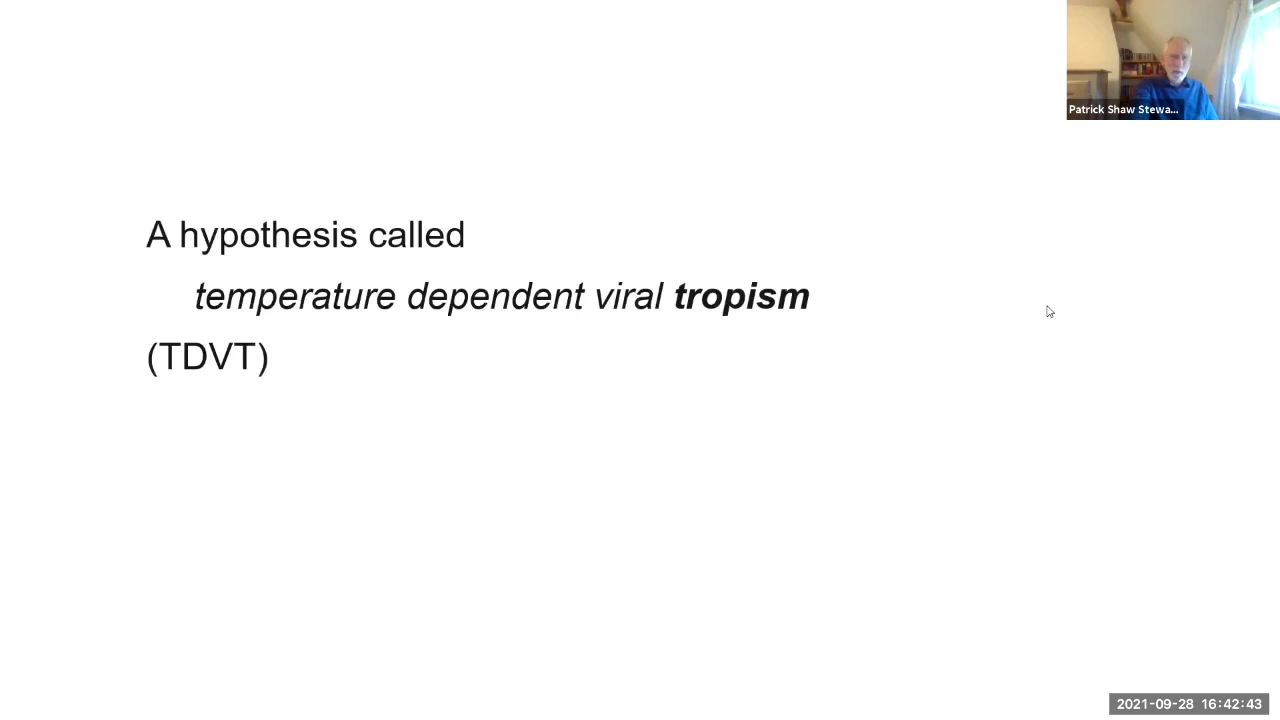 Patrick Shaw Stewa...
A hypothesis called
temperature dependent viral tropism
(TDVT)
2021-09-28 16:42:43